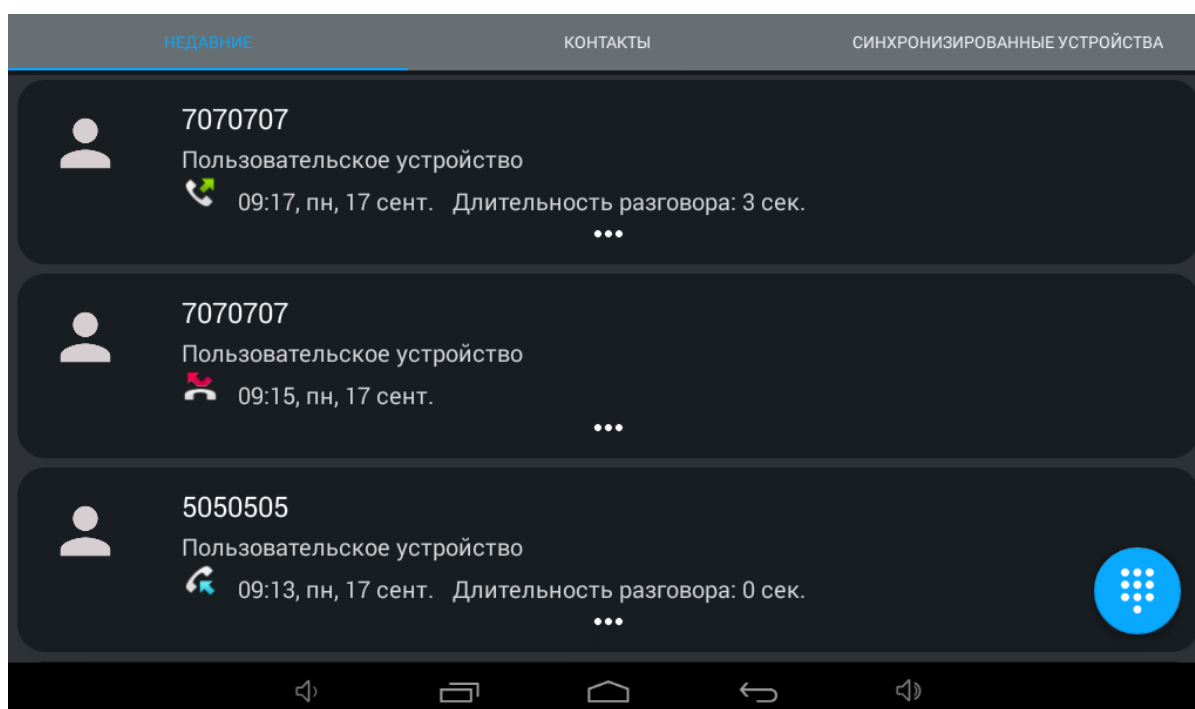 НЕДАВНИЕ КОНТАКТЫ СИНХРОНИЗИРОВАННЫЕ УСТРОЙСТВА
7070707
Пользовательское устройство
09:17, пн, 17 сент. Длительность разговора: 3 сек.
7070707
Пользовательское устройство
09:15, пн, 17 сент.
5050505
Пользовательское устройство
09:13, пн, 17 сент. Длительность разговора: 0 сек.